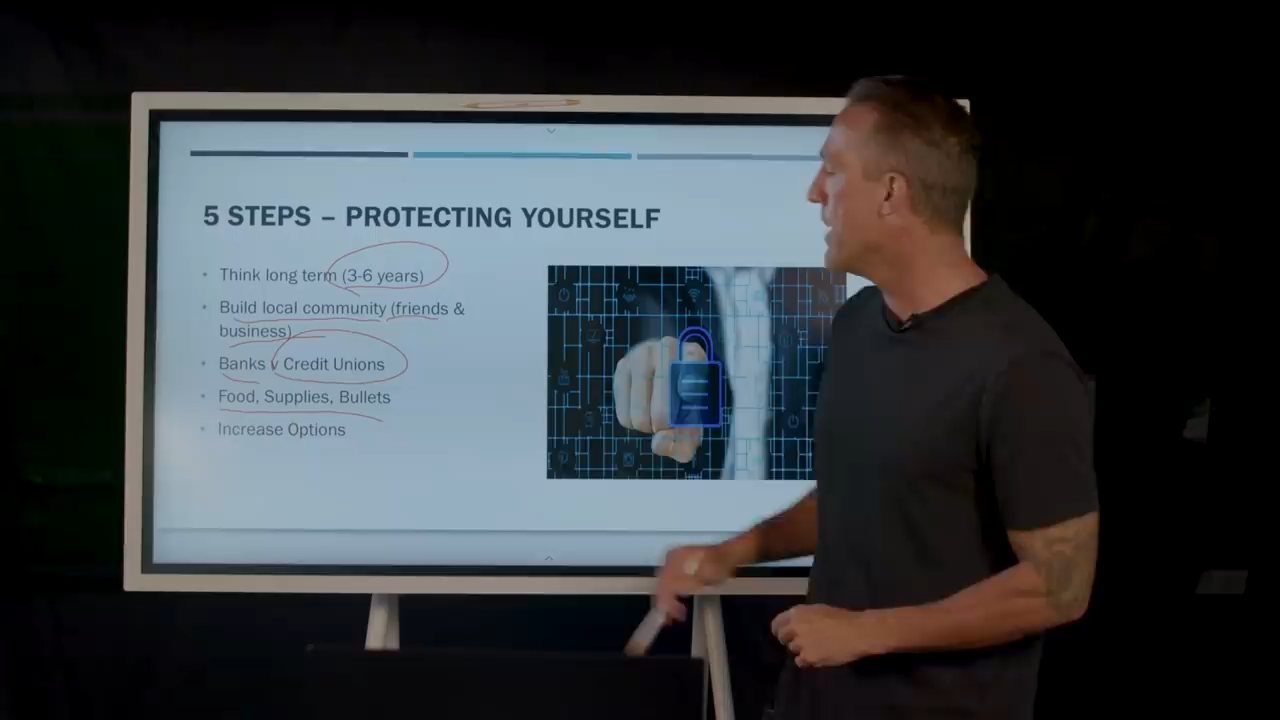 5 STEPS – PROTECTING YOURSELF
• Think long term (3-6 years)
• Build local community (friends &
business)
• Banks v Credit Unions
• Food, Supplies, Bullets
• Increase Options